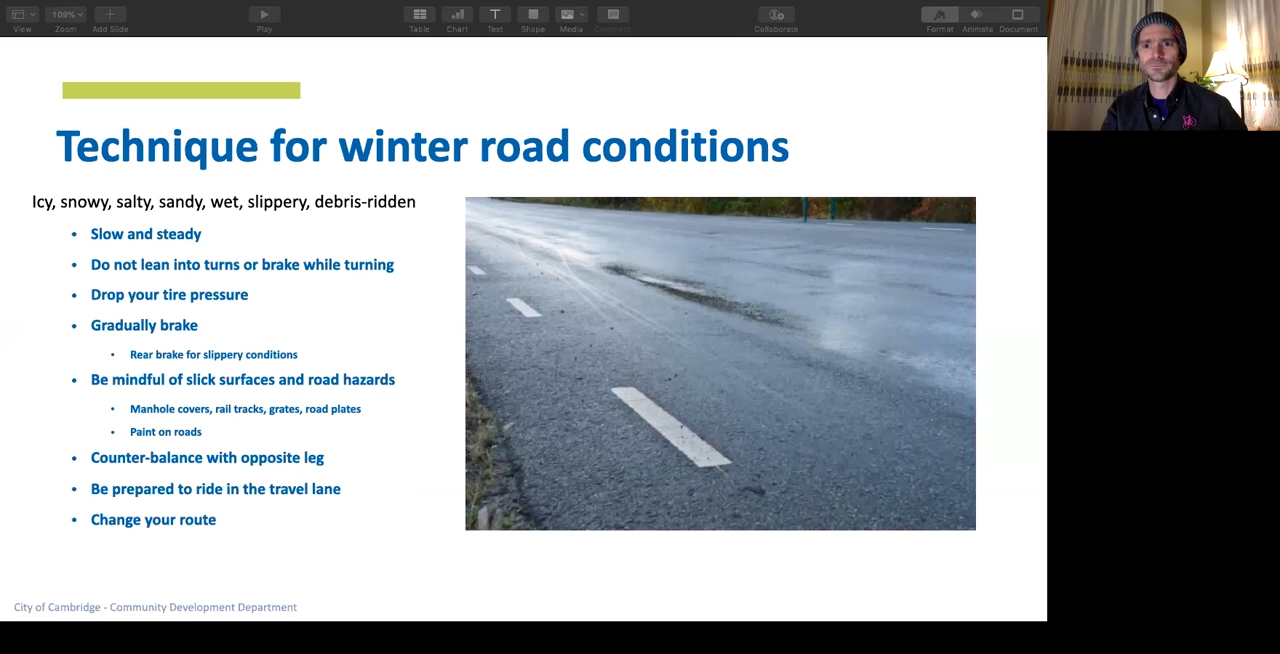 109%
View
Zoom
Add Slide
Play
Table
Chart
Text
Shape
Media
Comment
Collaborate
Format
Animate
Document
Technique for winter road conditions
Icy, snowy, salty, sandy, wet, slippery, debris-ridden
• Slow and steady
• Do not lean into turns or brake while turning
• Drop your tire pressure
• Gradually brake
• Rear brake for slippery conditions
• Be mindful of slick surfaces and road hazards
• Manhole covers, rail tracks, grates, road plates
• Paint on roads
• Counter-balance with opposite leg
• Be prepared to ride in the travel lane
• Change your route
City of Cambridge - Community Development Department